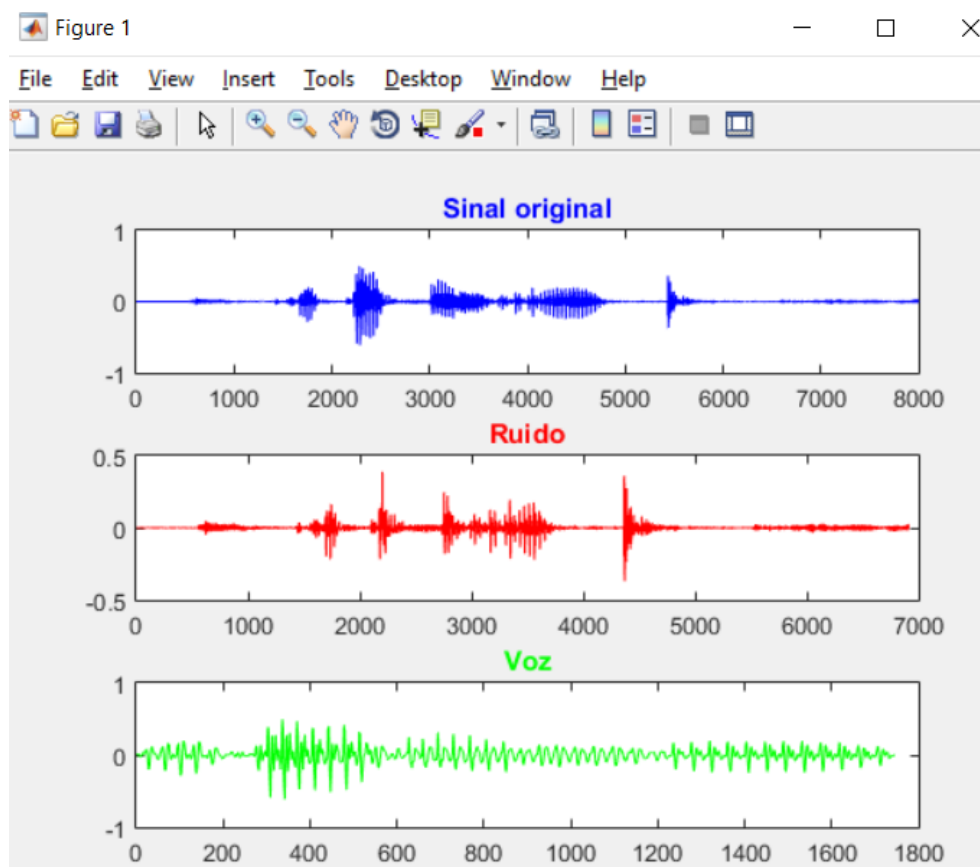 Figure 1
File Edit View Insert Tools Desktop Window Help
Sinal original
1
0
-1
0 1000 2000 3000 4000 5000 6000 7000 8000
Ruido
0.5
0
-0.5
0 1000 2000 3000 4000 5000 6000 7000
Voz
1
0
-1
0 200 400 600 800 1000 1200 1400 1600 1800